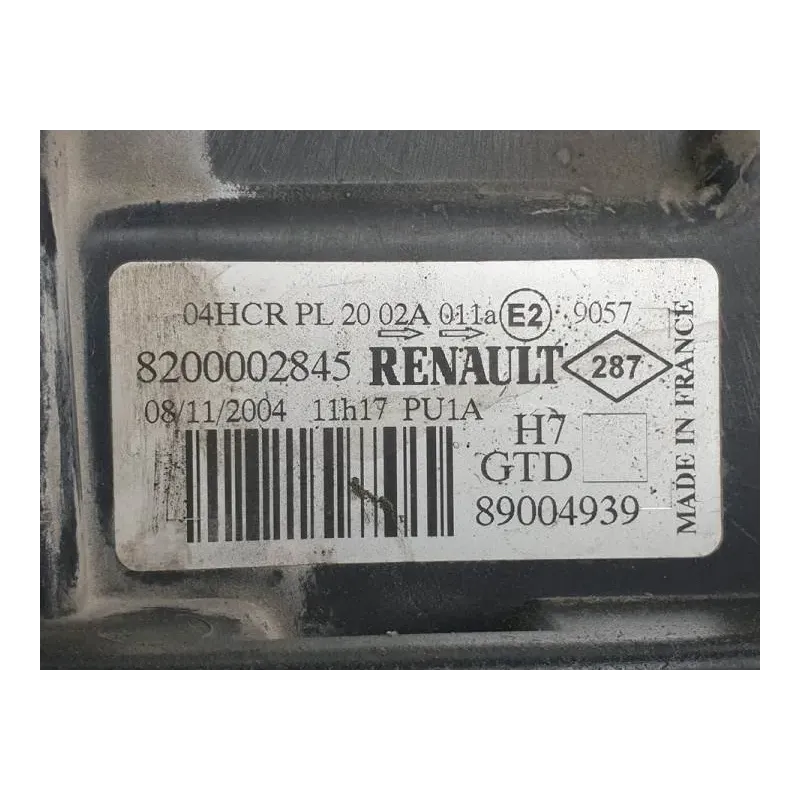 04HCR PL 20 02A 011a E2 9057
8200002845 RENAULT 287
08/11/2004 11h17 PU1A
H7
GTD
89004939
MADE IN FRANCE